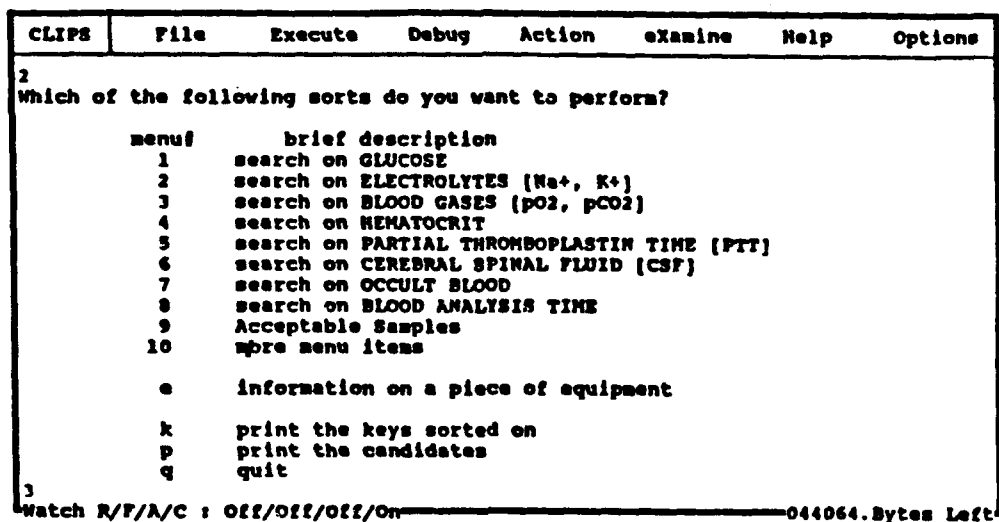 CLIPS File Execute Debug Action eXamine Help Options
2
Which of the following sorts do you want to perform?
menu# brief description
1 search on GLUCOSE
2 search on ELECTROLYTES [Na+, K+]
3 search on BLOOD GASES [pO2, pCO2]
4 search on HEMATOCRIT
5 search on PARTIAL THROMBOPLASTIN TIME [PTT]
6 search on CEREBRAL SPINAL FLUID [CSF]
7 search on OCCULT BLOOD
8 search on BLOOD ANALYSIS TIME
9 Acceptable Samples
10 more menu items
e information on a piece of equipment
k print the keys sorted on
p print the candidates
q quit
3
Watch R/F/A/C : Off/Off/Off/On 044064.Bytes Left